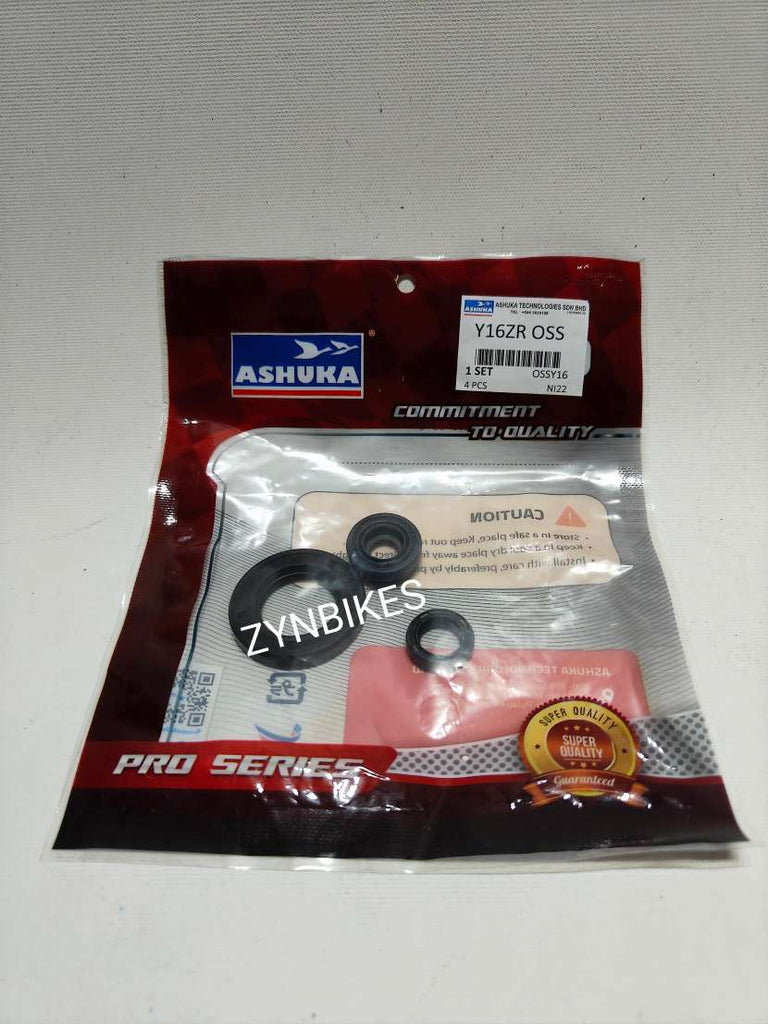 ASHUKA TECHNOLOGIES SDN BHD
Y16ZR OSS
1 SET
OSSY16
4 PCS
NI22
ASHUKA
®
COMMITMENT
TO QUALITY
CAUTION
Store in a safe place, Keep out
Keep in a cool dry place away
Install with care, preferably by
ZYNBIKES
ASHUKA TECHNOLOGIES
SUPER QUALITY
SUPER
QUALITY
Guaranteed
PRO SERIES